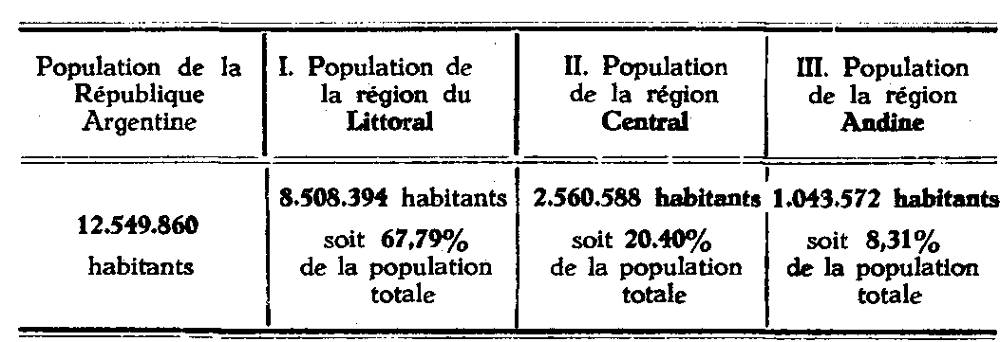 Population de la
République
Argentine
I. Population de
la région du
Littoral
II. Population
de la région
Central
III. Population
de la région
Andine
12.549.860
habitants
8.508.394 habitants
soit 67,79%
de la population
totale
2.560.588 habitants
soit 20.40%
de la population
totale
1.043.572 habitants
soit 8,31%
de la population
totale